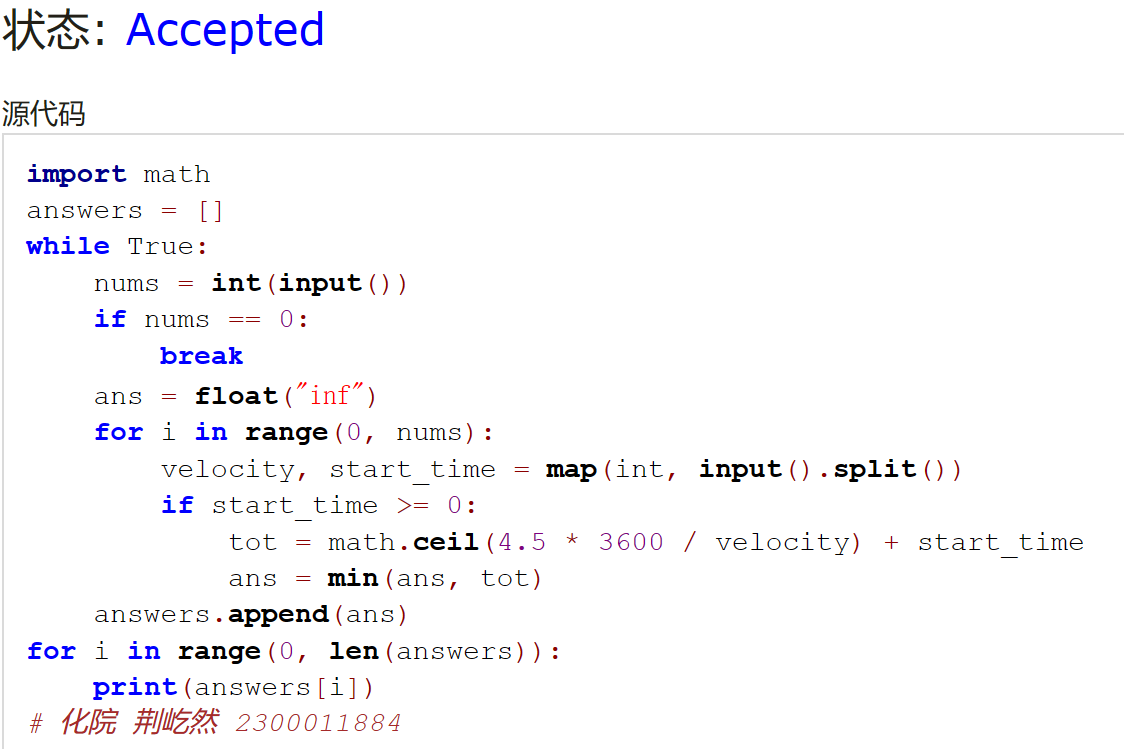 状态: Accepted
源代码
import math
answers = []
while True:
    nums = int(input())
    if nums == 0:
        break
    ans = float("inf")
    for i in range(0, nums):
        velocity, start_time = map(int, input().split())
        if start_time >= 0:
            tot = math.ceil(4.5 * 3600 / velocity) + start_time
            ans = min(ans, tot)
    answers.append(ans)
for i in range(0, len(answers)):
    print(answers[i])
# 化院 荆屹然 2300011884